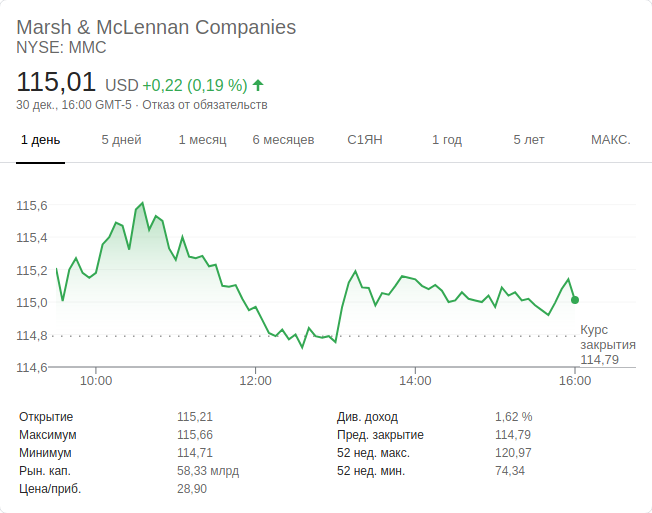 Marsh & McLennan Companies
NYSE: MMC
115,01 USD +0,22 (0,19 %)
30 дек., 16:00 GMT-5 · Отказ от обязательств
1 день 5 дней 1 месяц 6 месяцев С1ЯН 1 год 5 лет МАКС.
115,6
115,4
115,2
115,0
114,8
114,6
Курс
закрытия
114,79
10:00 12:00 14:00 16:00
Открытие 115,21 Див. доход 1,62 %
Максимум 115,66 Пред. закрытие 114,79
Минимум 114,71 52 нед. макс. 120,97
Рын. кап. 58,33 млрд 52 нед. мин. 74,34
Цена/приб. 28,90